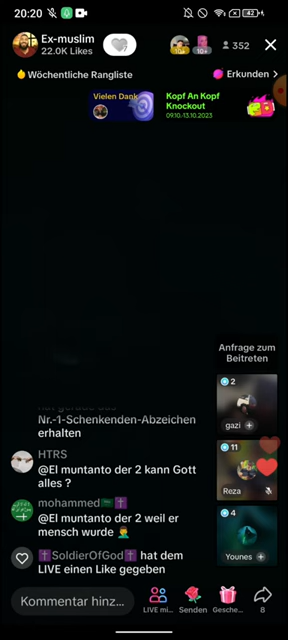 20:20
42
Ex-muslim
22.0K Likes
10+
10+
352
Wöchentliche Rangliste
Erkunden >
Vielen Dank
Kopf An Kopf
Knockout
09.10-13.10.2023
Anfrage zum
Beitreten
2
gazi +
11
Reza
4
Younes +
Nr.-1-Schenkenden-Abzeichen
erhalten
HTRS
@El muntanto der 2 kann Gott
alles ?
mohammed🇸🇦✝️
@El muntanto der 2 weil er
mensch wurde 🤦‍♂️
✝️SoldierOfGod✝️ hat dem
LIVE einen Like gegeben
Kommentar hinz...
LIVE mi...
Senden
Gesche...
8